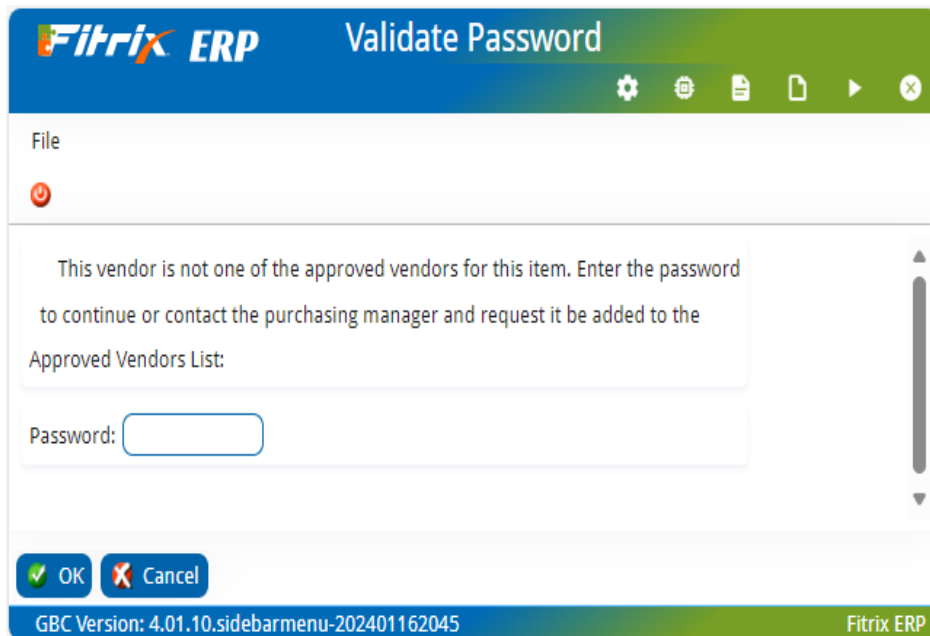 Fitrix ERP
Validate Password
File
This vendor is not one of the approved vendors for this item. Enter the password
to continue or contact the purchasing manager and request it be added to the
Approved Vendors List:
Password:
OK
Cancel
GBC Version: 4.01.10.sidebarmenu-202401162045
Fitrix ERP